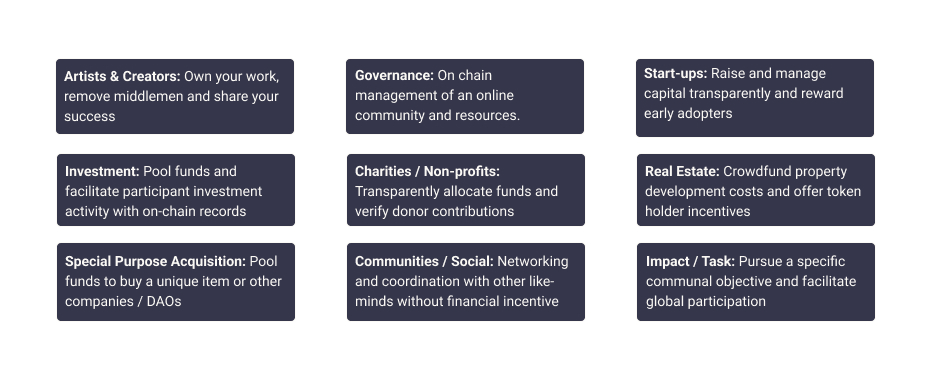 Artists & Creators: Own your work,
remove middlemen and share your
success
Governance: On chain
management of an online
community and resources.
Start-ups: Raise and manage
capital transparently and reward
early adopters
Investment: Pool funds and
facilitate participant investment
activity with on-chain records
Charities / Non-profits:
Transparently allocate funds and
verify donor contributions
Real Estate: Crowdfund property
development costs and offer token
holder incentives
Special Purpose Acquisition: Pool
funds to buy a unique item or other
companies / DAOs
Communities / Social: Networking
and coordination with other like-
minds without financial incentive
Impact / Task: Pursue a specific
communal objective and facilitate
global participation